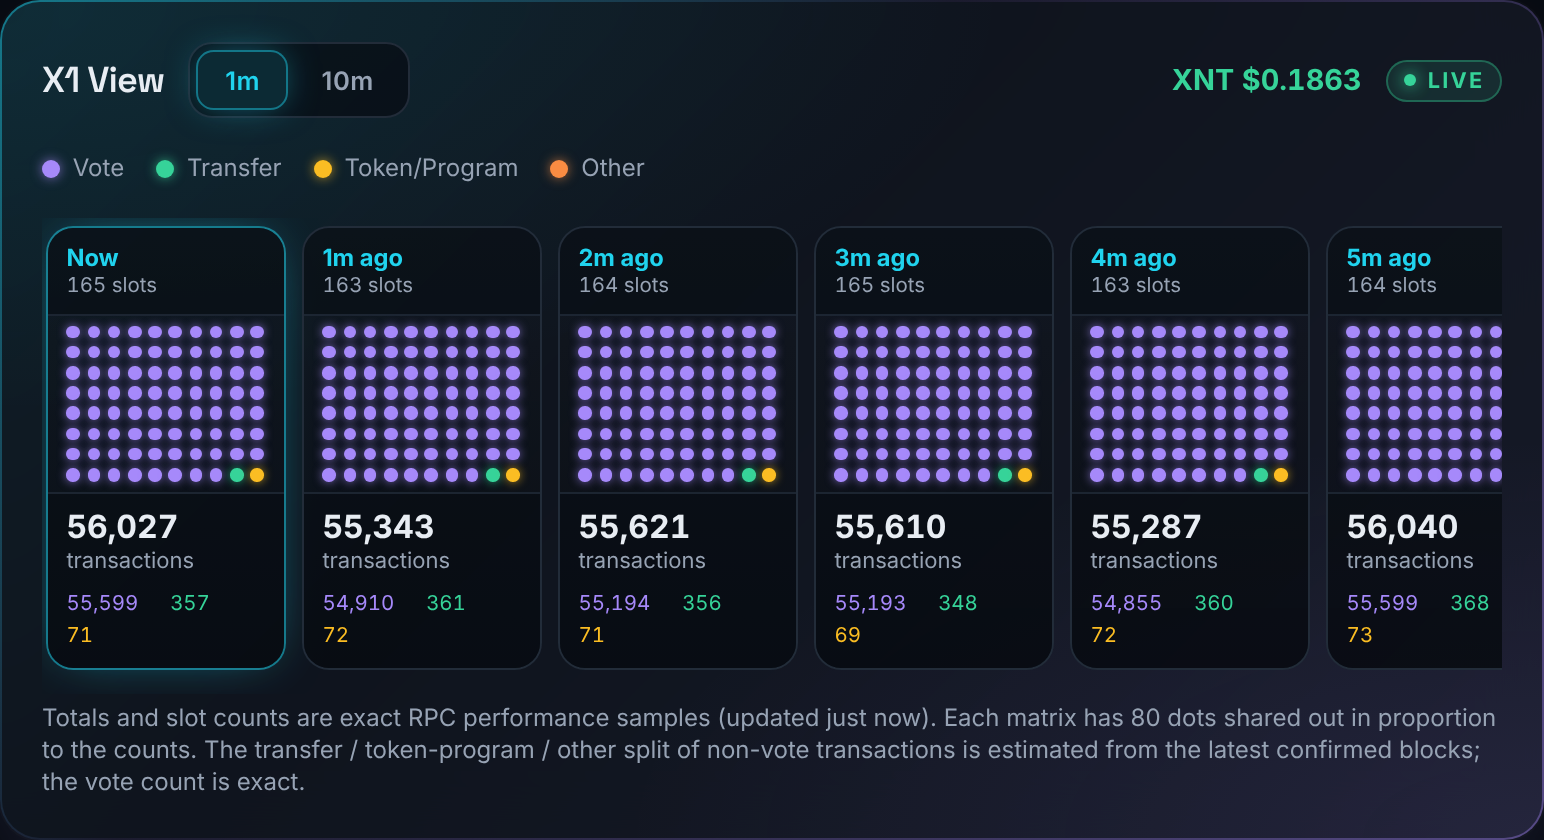 X1 View 1m 10m XNT $0.1863 LIVE
Vote Transfer Token/Program Other
Now 1m ago 2m ago 3m ago 4m ago 5m ago
165 slots 163 slots 164 slots 165 slots 163 slots 164 slots
56,027 55,343 55,621 55,610 55,287 56,040
transactions transactions transactions transactions transactions transactions
55,599 357 54,910 361 55,194 356 55,193 348 54,855 360 55,599 368
71 72 71 69 72 73
Totals and slot counts are exact RPC performance samples (updated just now). Each matrix has 80 dots shared out in proportion
to the counts. The transfer / token-program / other split of non-vote transactions is estimated from the latest confirmed blocks;
the vote count is exact.